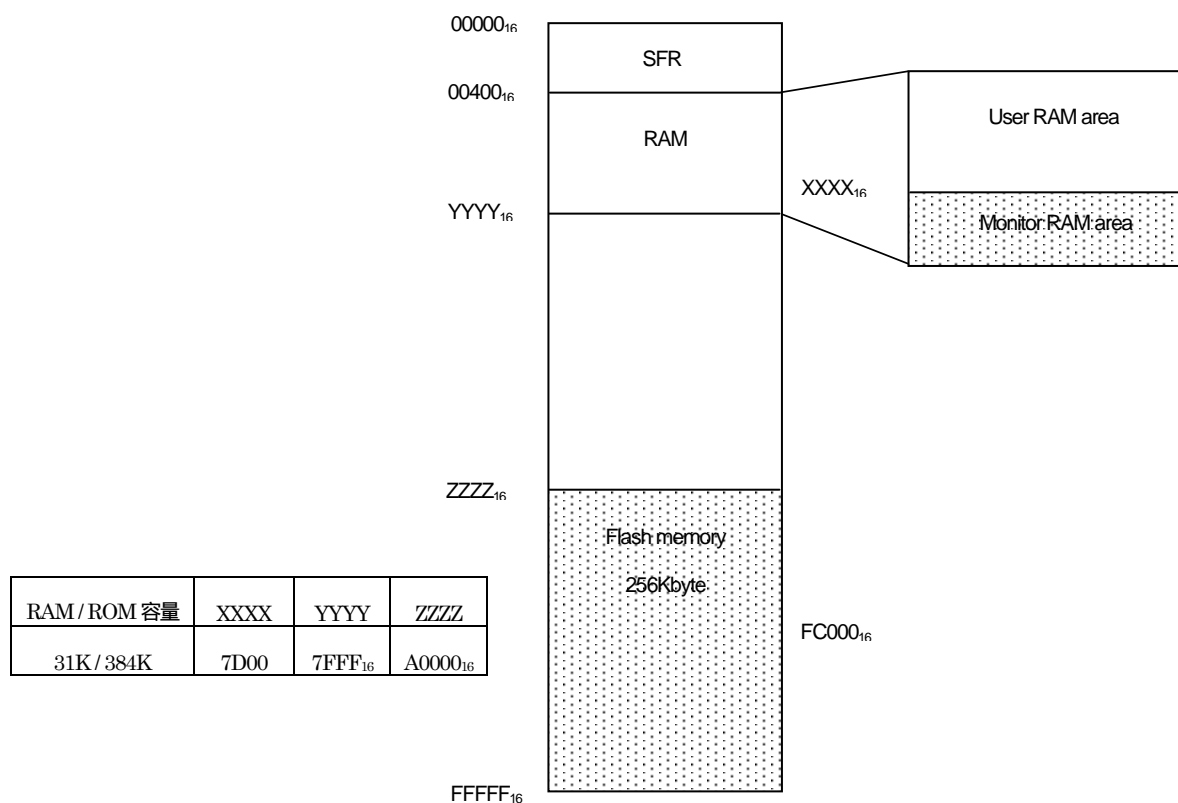 00000₁₆
SFR
00400₁₆
User RAM area
RAM
XXXX₁₆
YYYY₁₆
Monitor RAM area
ZZZZ₁₆
Flash memory
256Kbyte
RAM / ROM 容量 XXXX YYYY ZZZZ
FC000₁₆
31K / 384K 7D00 7FFF₁₆ A0000₁₆
FFFFF₁₆